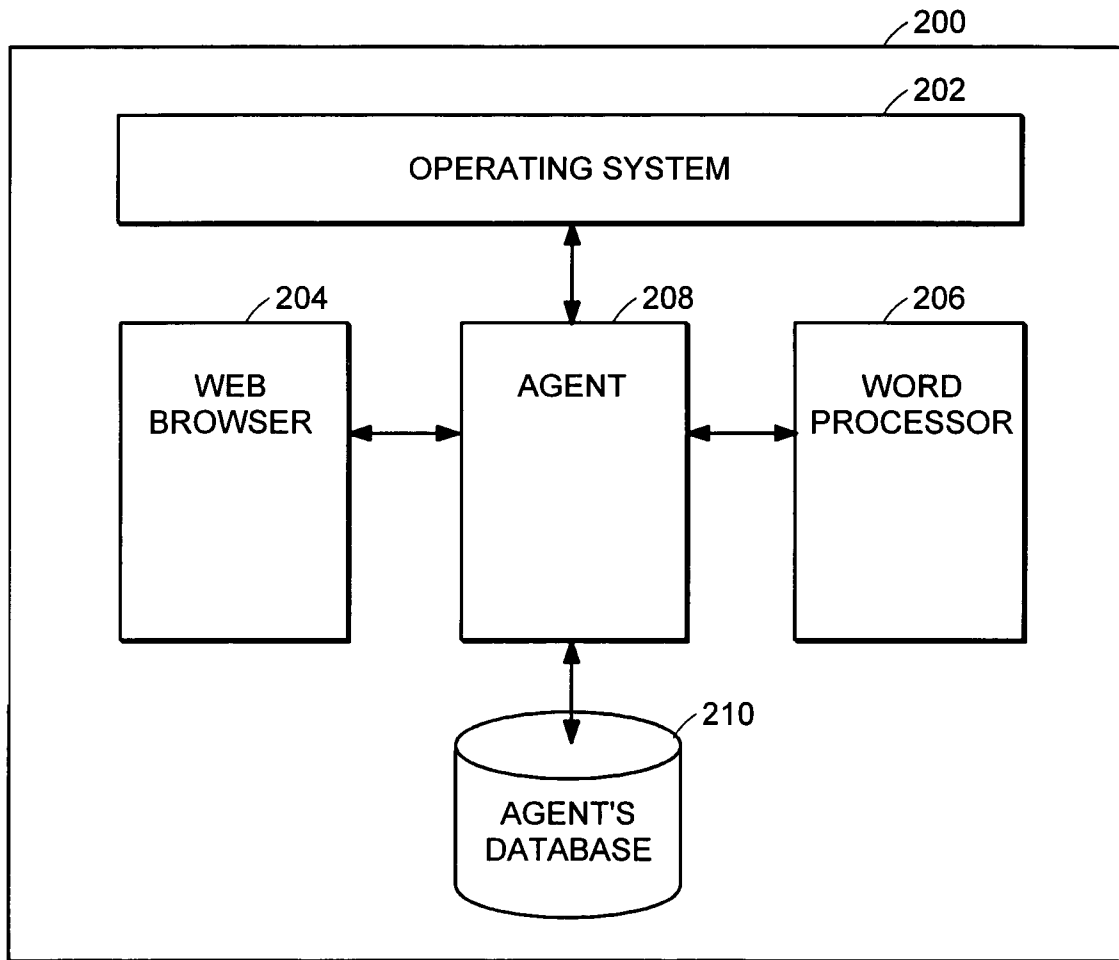 200
202
OPERATING SYSTEM
204
208
206
WEB
BROWSER
AGENT
WORD
PROCESSOR
210
AGENT'S
DATABASE